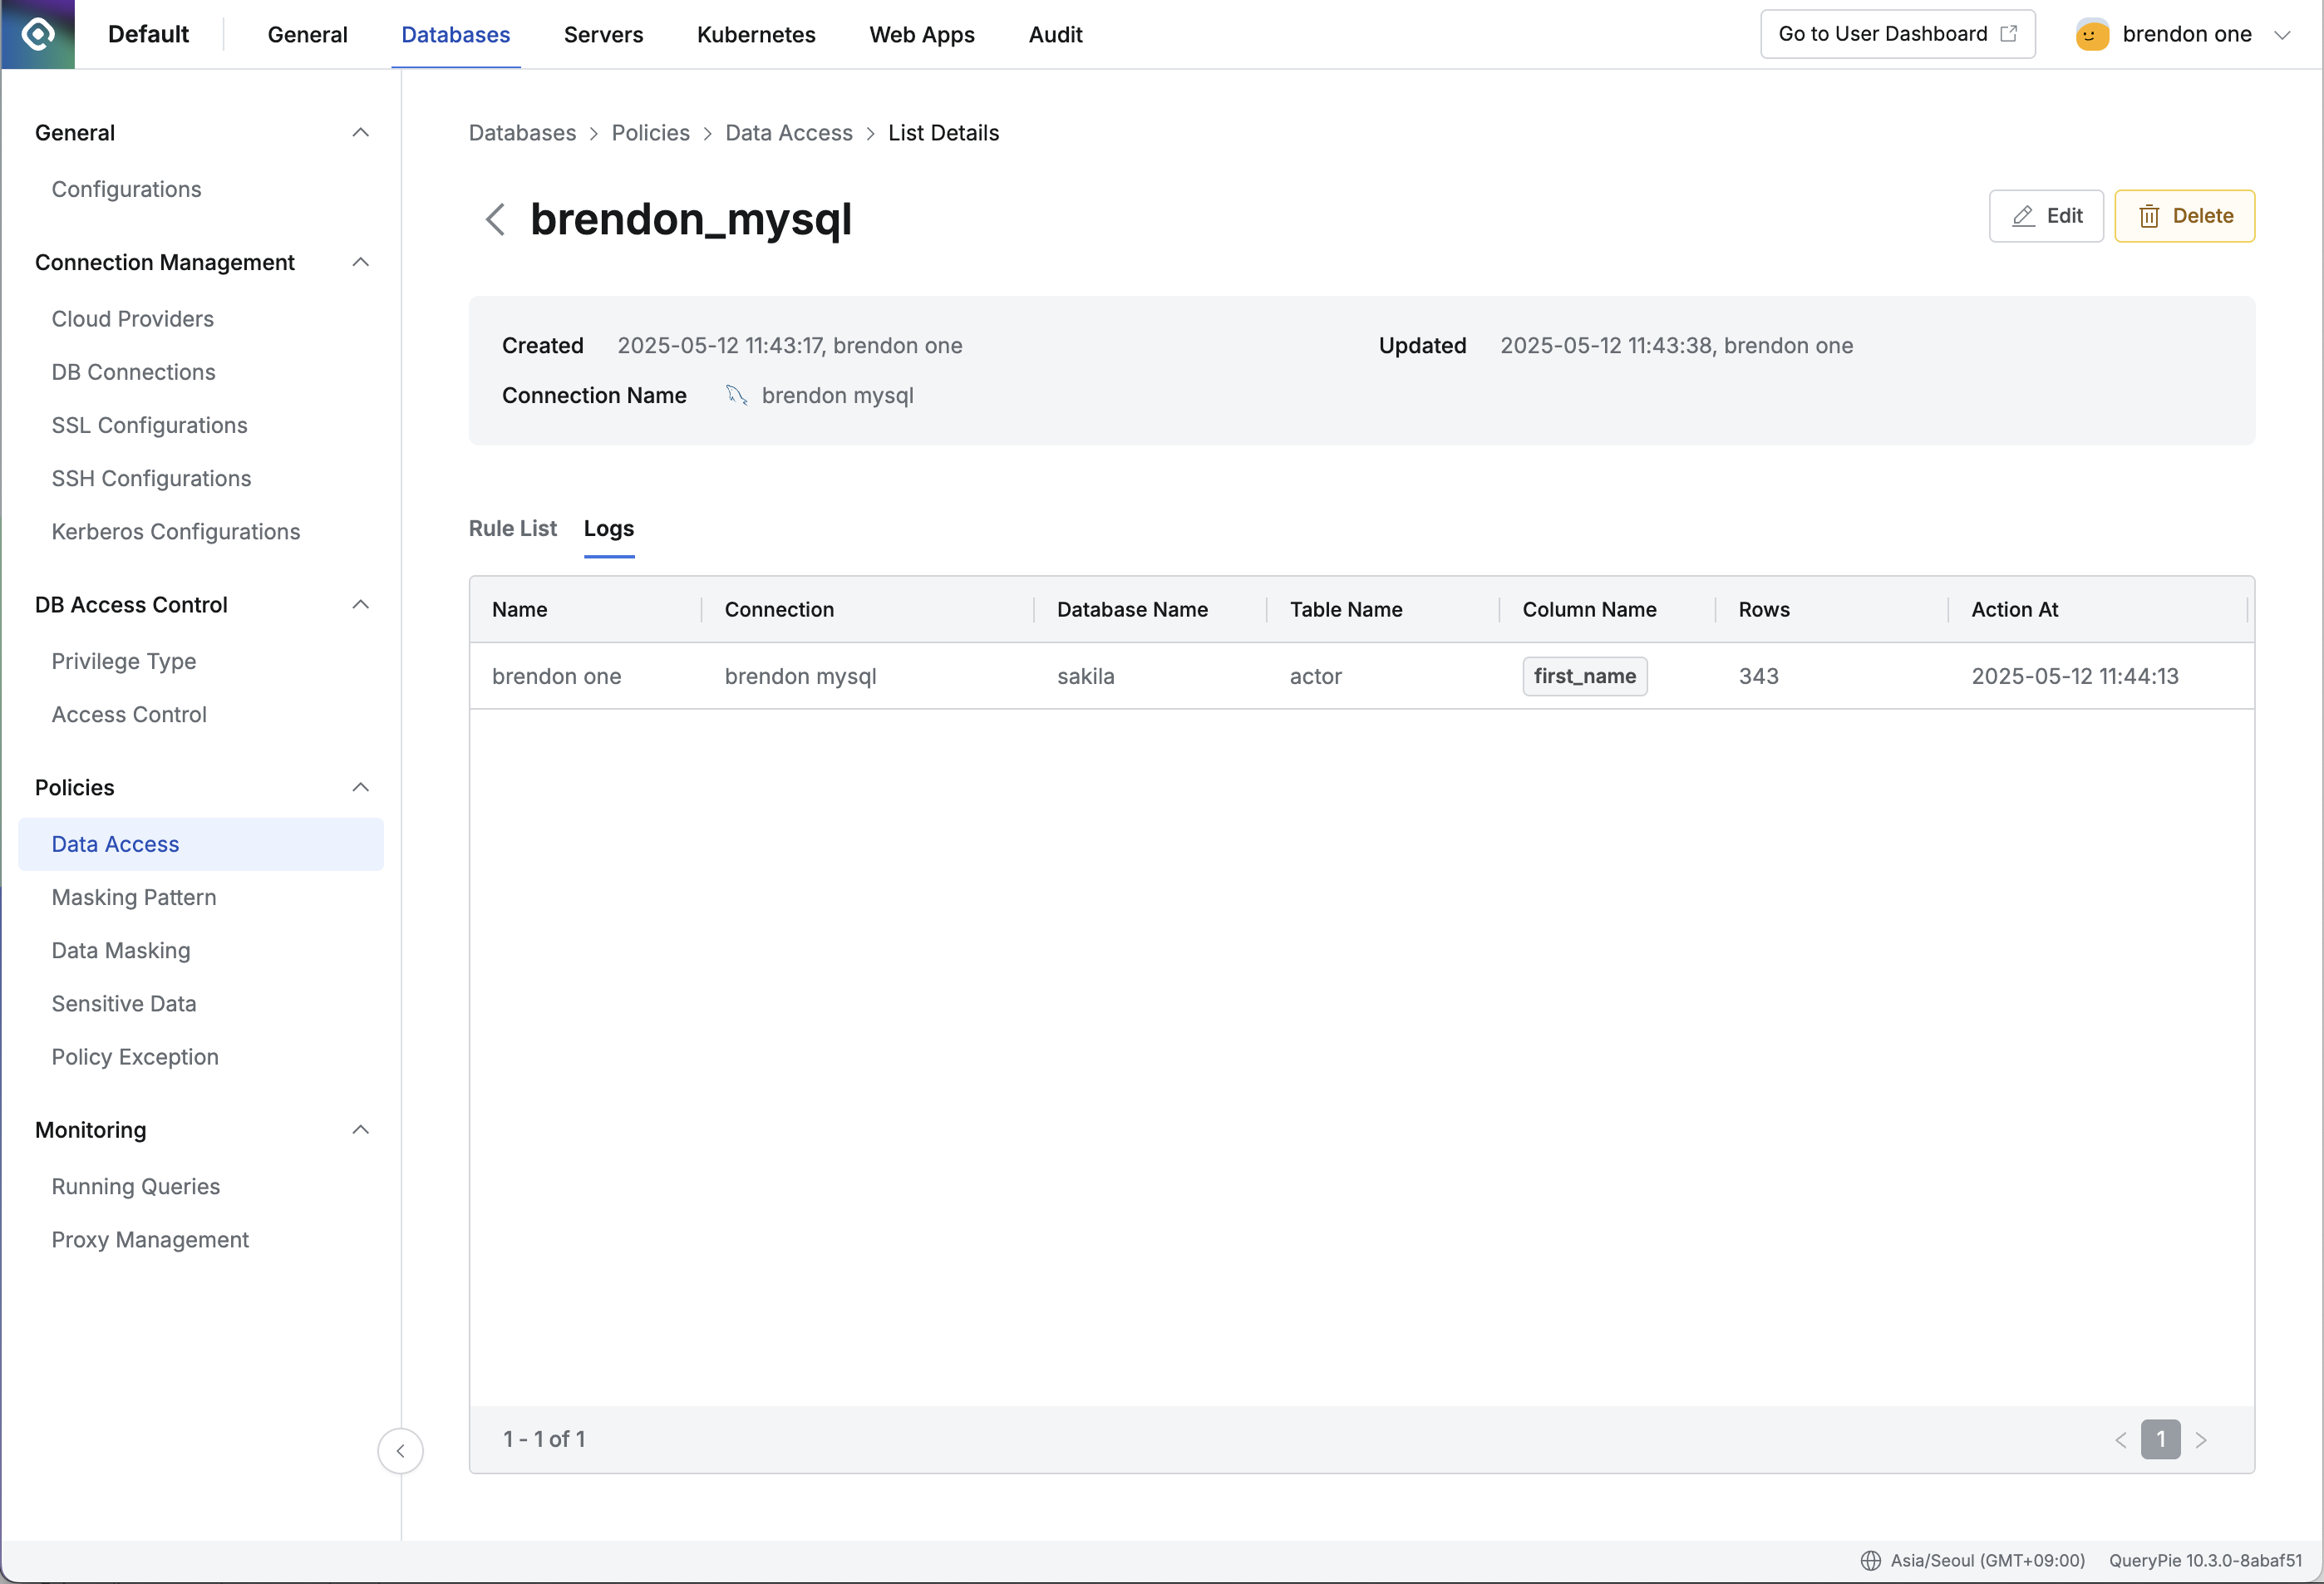 Default General Databases Servers Kubernetes Web Apps Audit Go to User Dashboard brendon one
General
Configurations
Connection Management
Cloud Providers
DB Connections
SSL Configurations
SSH Configurations
Kerberos Configurations
DB Access Control
Privilege Type
Access Control
Policies
Data Access
Masking Pattern
Data Masking
Sensitive Data
Policy Exception
Monitoring
Running Queries
Proxy Management
Databases > Policies > Data Access > List Details
brendon_mysql
Edit Delete
Created 2025-05-12 11:43:17, brendon one Updated 2025-05-12 11:43:38, brendon one
Connection Name brendon mysql
Rule List Logs
Name Connection Database Name Table Name Column Name Rows Action At
brendon one brendon mysql sakila actor first_name 343 2025-05-12 11:44:13
1 - 1 of 1 < 1 >
Asia/Seoul (GMT+09:00) QueryPie 10.3.0-8abaf51